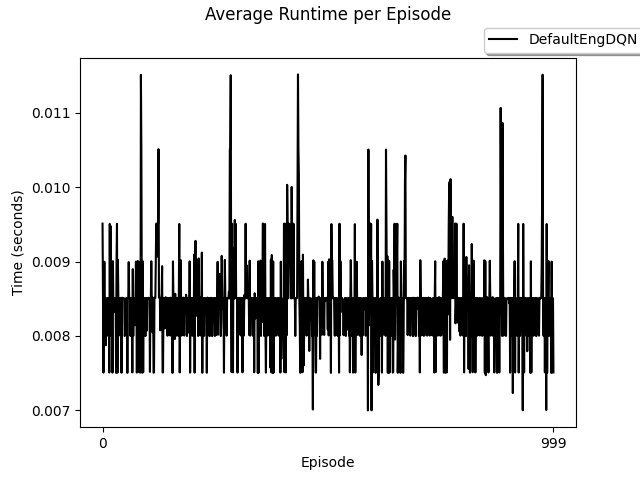 Average Runtime per Episode
DefaultEngDQN
0.011
0.010
0.009
0.008
0.007
Time (seconds)
0
999
Episode